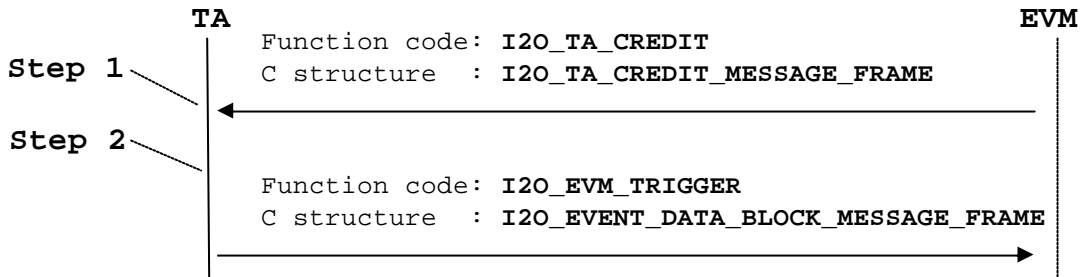 TA EVM
Function code: I2O_TA_CREDIT
Step 1
C structure : I2O_TA_CREDIT_MESSAGE_FRAME
Step 2
Function code: I2O_EVM_TRIGGER
C structure : I2O_EVENT_DATA_BLOCK_MESSAGE_FRAME